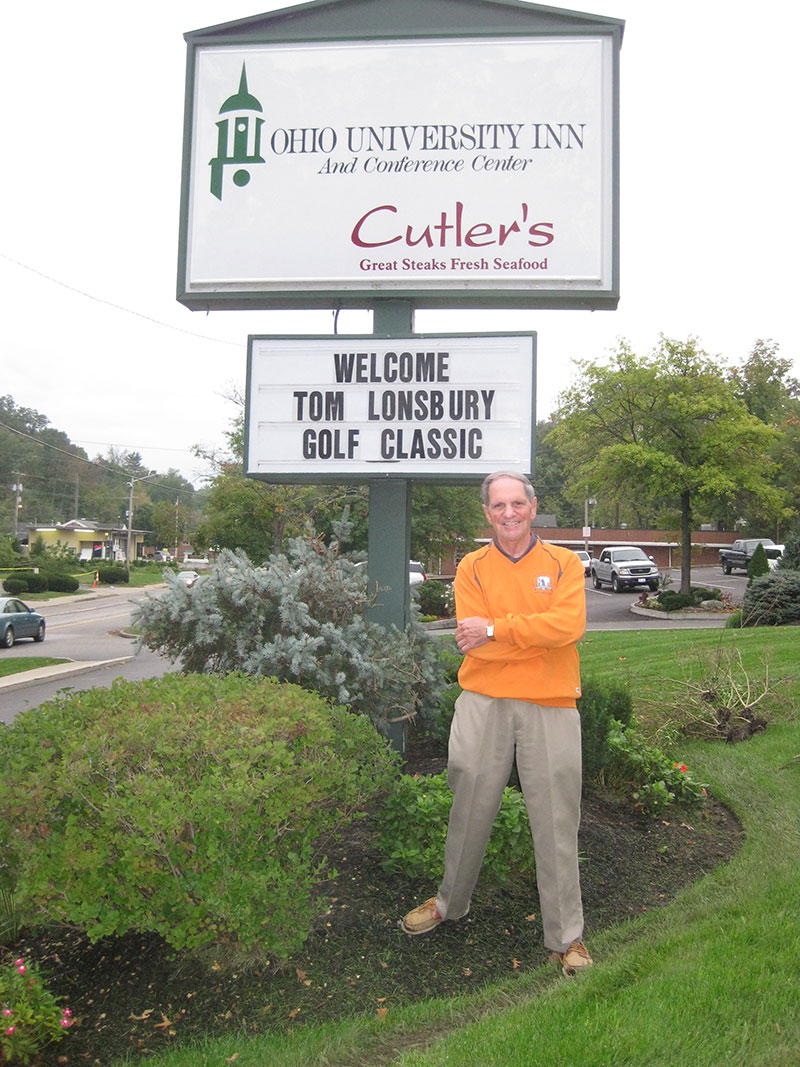 OHIO UNIVERSITY INN
And Conference Center
Cutler's
Great Steaks Fresh Seafood
WELCOME
TOM LONSBURY
GOLF CLASSIC